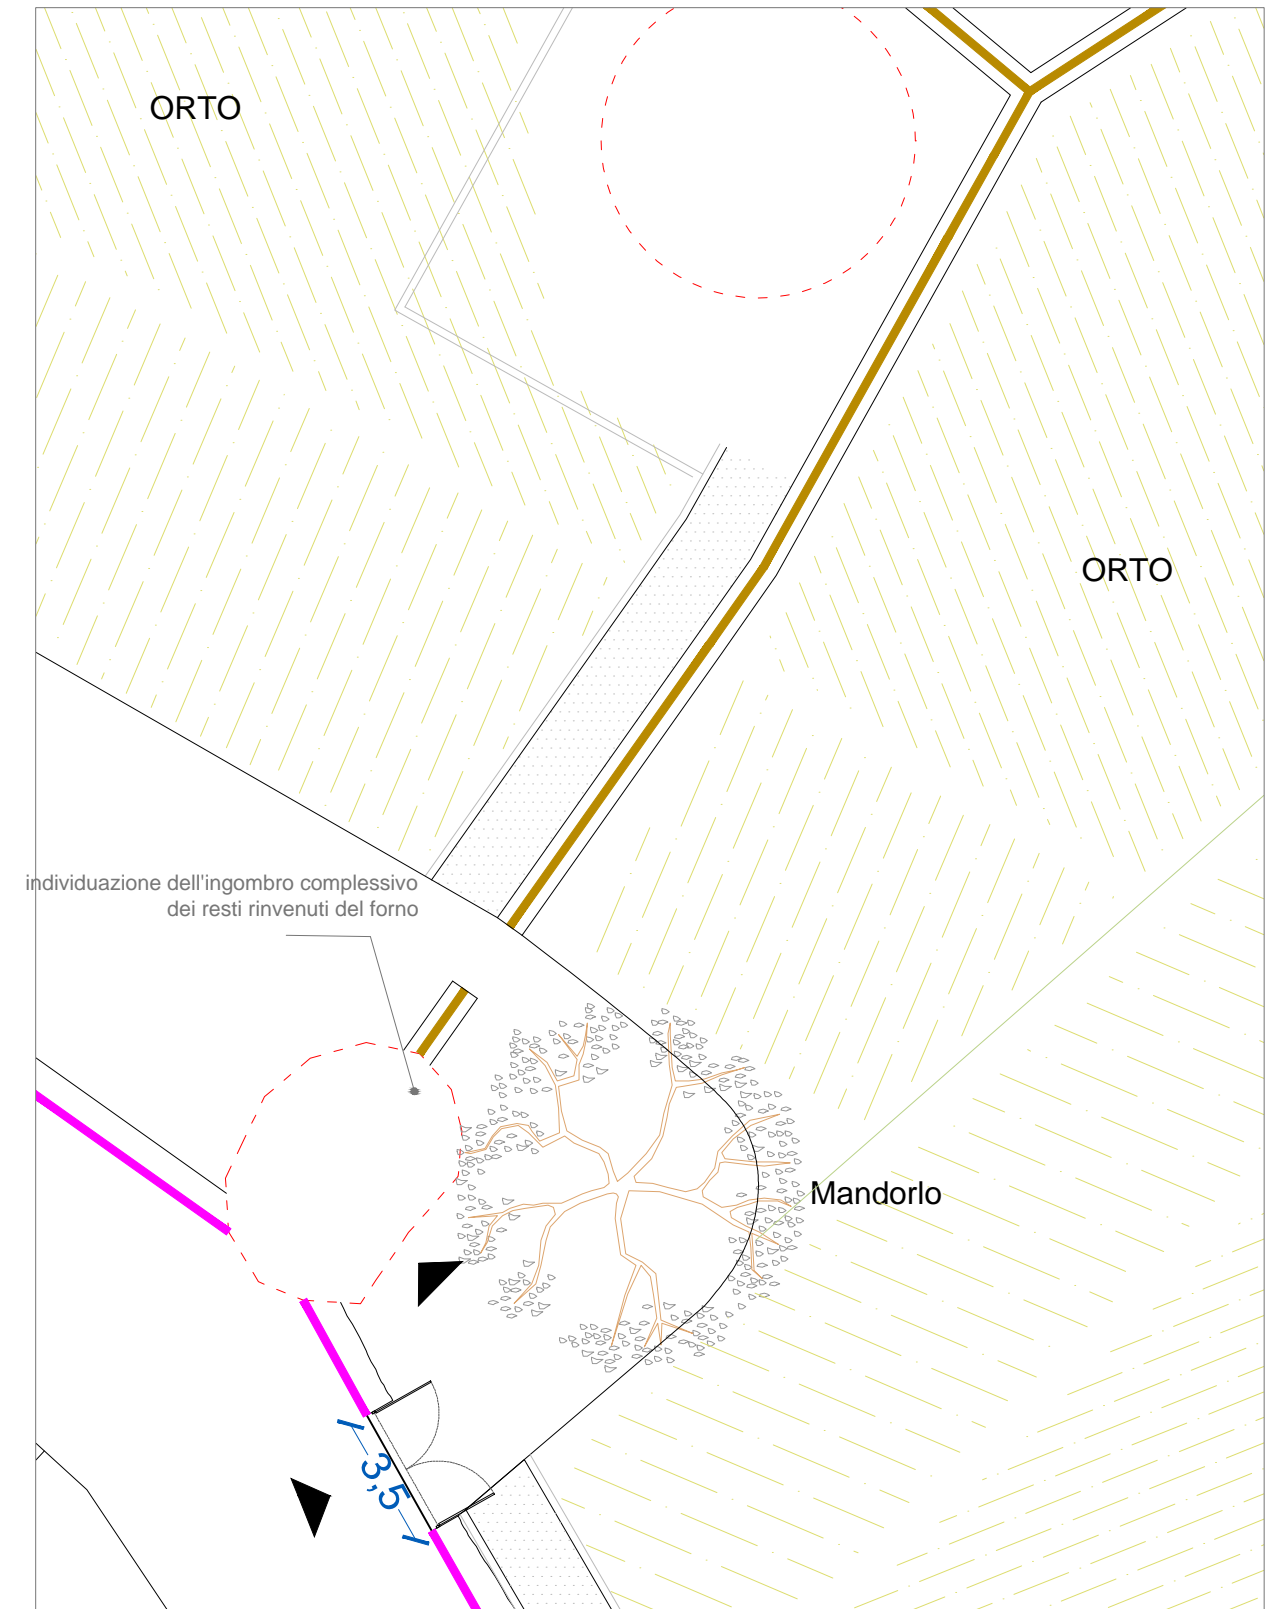 ORTO
ORTO
individuazione dell'ingombro complessivo
dei resti rinvenuti del forno
Mandorlo
3,5